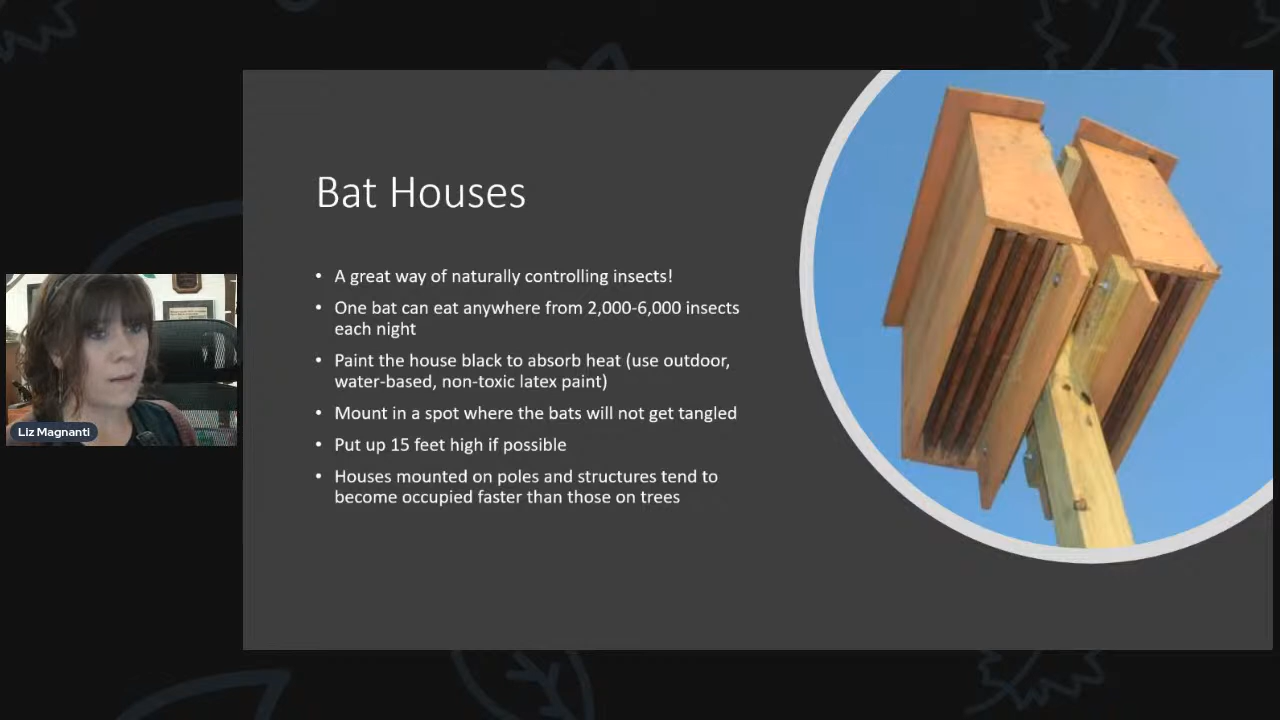 Bat Houses
• A great way of naturally controlling insects!
• One bat can eat anywhere from 2,000-6,000 insects
each night
• Paint the house black to absorb heat (use outdoor,
water-based, non-toxic latex paint)
• Mount in a spot where the bats will not get tangled
• Put up 15 feet high if possible
• Houses mounted on poles and structures tend to
become occupied faster than those on trees
Liz Magnanti